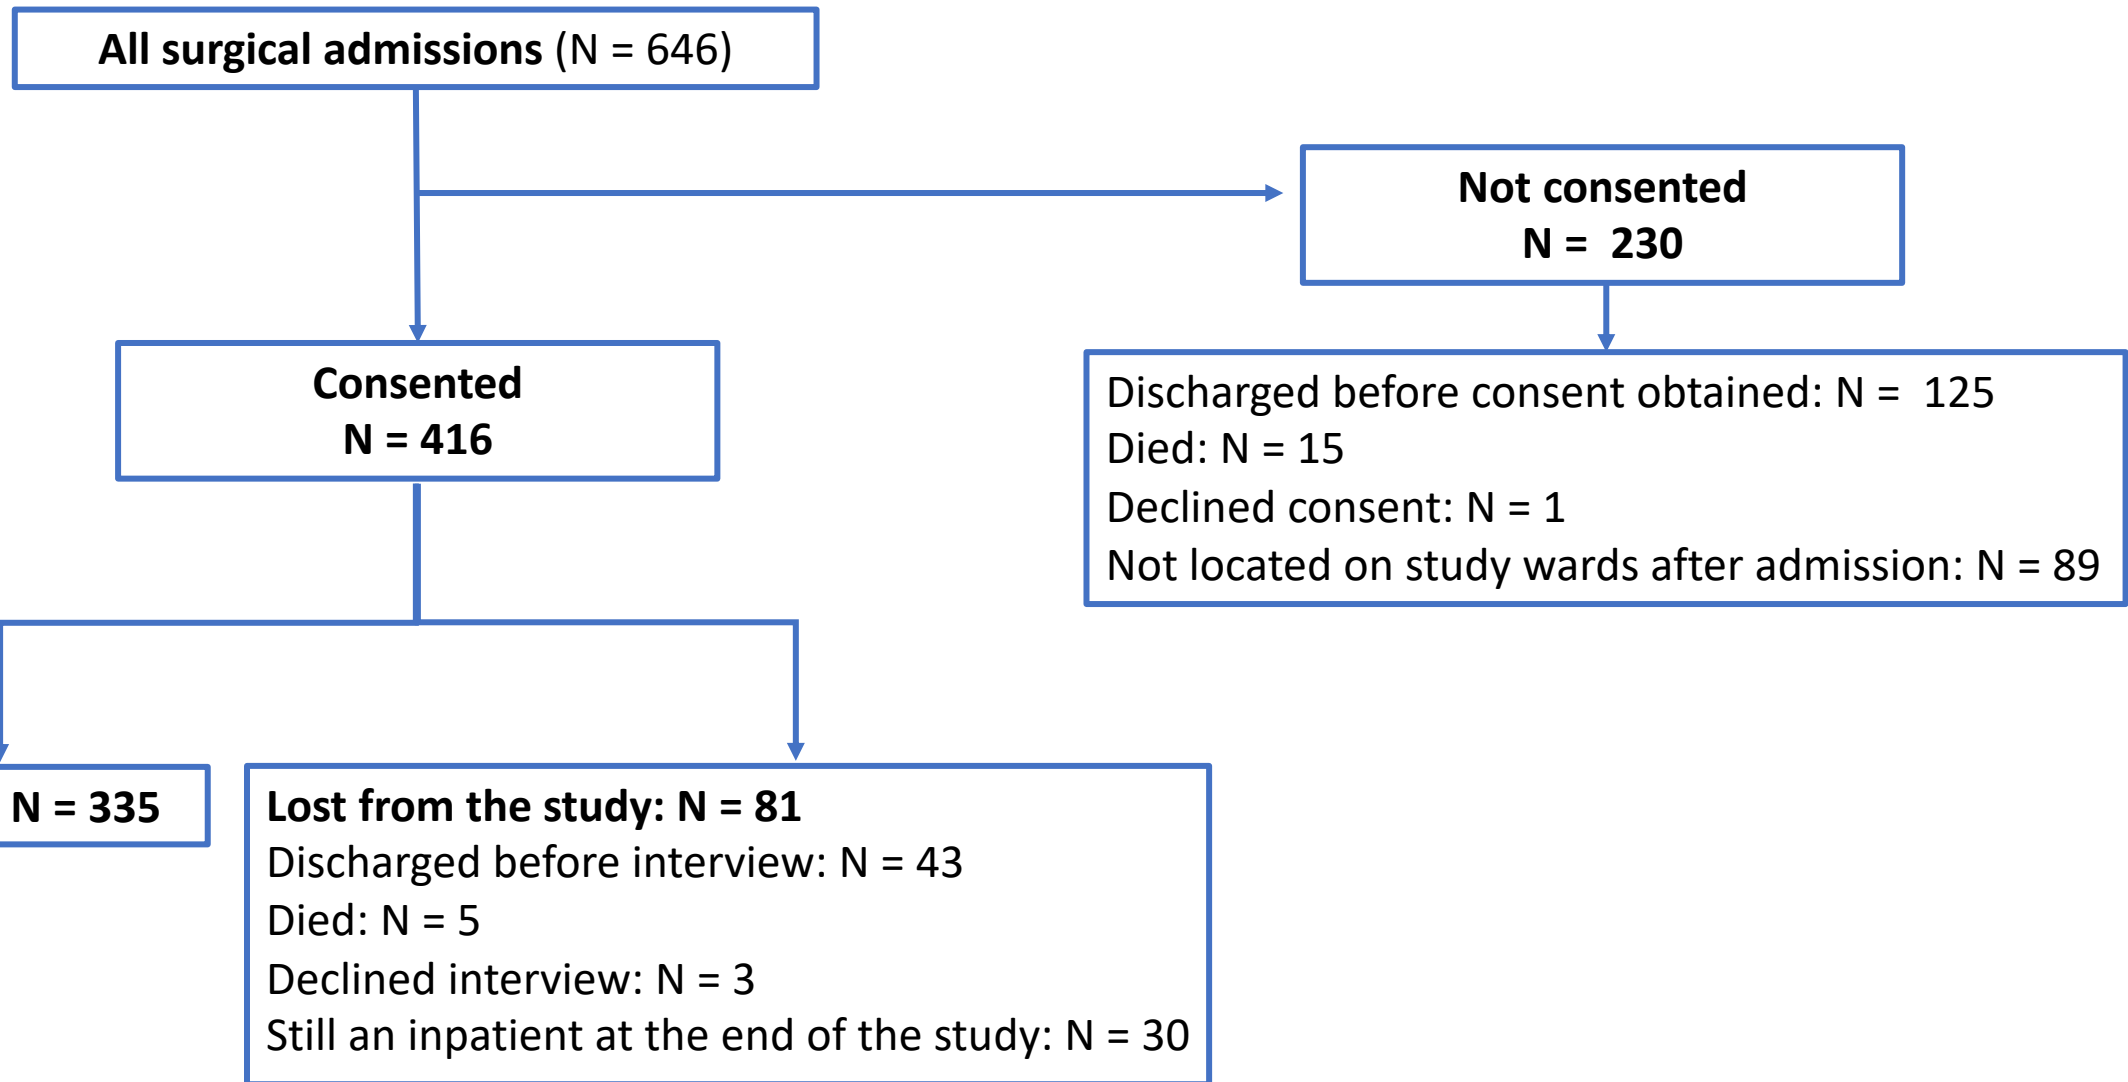 All surgical admissions (N = 646)
Not consented
N =  230
Consented
N = 416
Discharged before consent obtained: N =  125
Died: N = 15
Declined consent: N = 1
Not located on study wards after admission: N = 89
N = 335
Lost from the study: N = 81
Discharged before interview: N = 43
Died: N = 5
Declined interview: N = 3
Still an inpatient at the end of the study: N = 30